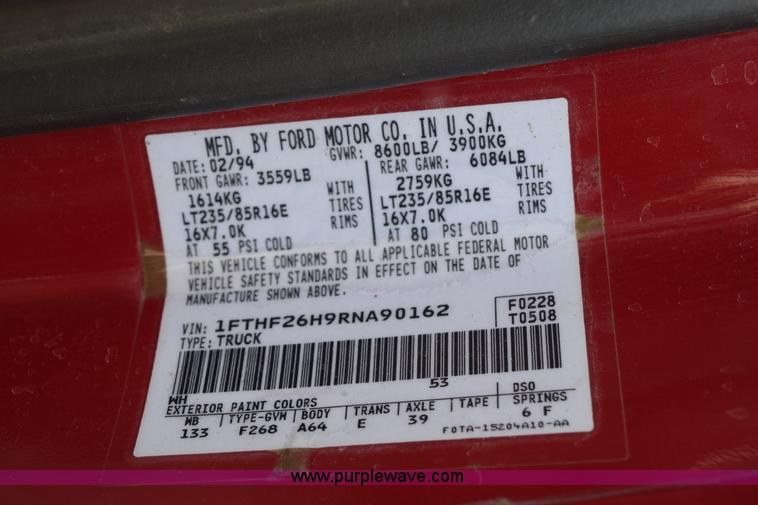 MFD. BY FORD MOTOR CO. IN U.S.A.
DATE: 02/94 GVWR: 8600LB/ 3900KG
FRONT GAWR: 3559LB REAR GAWR: 6084LB
1614KG WITH 2759KG WITH
LT235/85R16E TIRES LT235/85R16E TIRES
16X7.0K RIMS 16X7.0K RIMS
AT 55 PSI COLD AT 80 PSI COLD
THIS VEHICLE CONFORMS TO ALL APPLICABLE FEDERAL MOTOR
VEHICLE SAFETY STANDARDS IN EFFECT ON THE DATE OF
MANUFACTURE SHOWN ABOVE.
VIN: 1FTHF26H9RNA90162 F0228
TYPE: TRUCK T0508
WH 53
EXTERIOR PAINT COLORS DSO
WB TYPE-GVM BODY TRANS AXLE TAPE SPRINGS
133 F268 A64 E 39 6 F
F0TA-15204A10-AA
www.purplewave.com